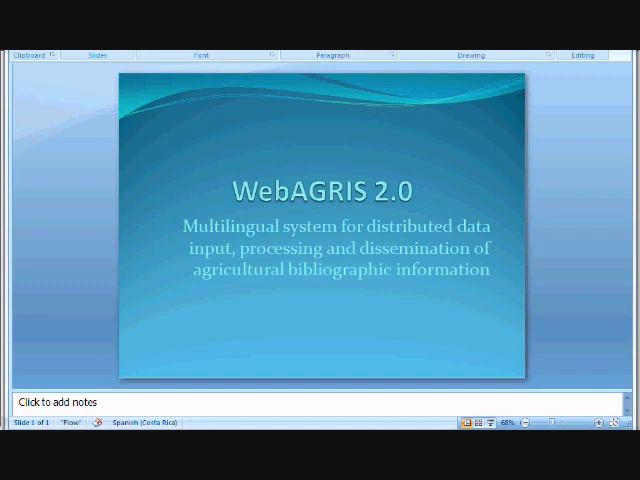 Clipboard Slides Font Paragraph Drawing Editing
WebAGRIS 2.0
Multilingual system for distributed data
input, processing and dissemination of
agricultural bibliographic information
Click to add notes
Slide 1 of 1 "Flow" Spanish (Costa Rica) 68%